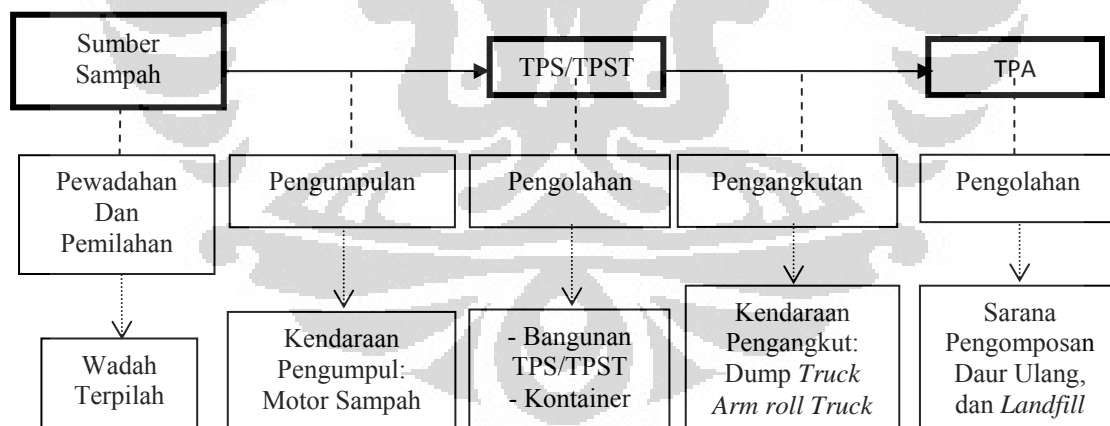 Sumber
Sampah
TPS/TPST
TPA
Pewadahan
Dan
Pemilahan
Pengumpulan
Pengolahan
Pengangkutan
Pengolahan
Wadah
Terpilah
Kendaraan
Pengumpul:
Motor Sampah
- Bangunan
TPS/TPST
- Kontainer
Kendaraan
Pengangkut:
Dump Truck
Arm roll Truck
Sarana
Pengomposan
Daur Ulang,
dan Landfill